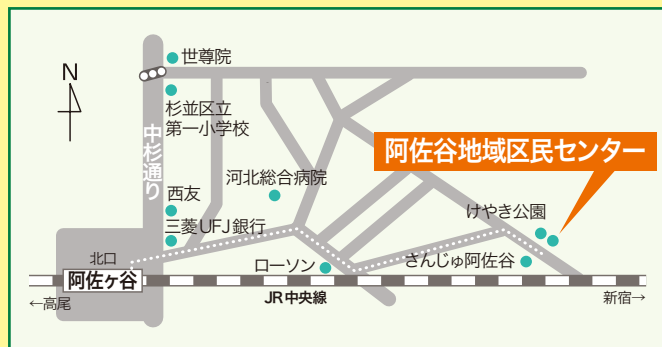 世尊院
N
杉並区立
第一小学校
中杉通り
阿佐谷地域区民センター
河北総合病院
西友
けやき公園
三菱UFJ銀行
北口
ローソン
さんじゅ阿佐谷
阿佐ヶ谷
←高尾
JR中央線
新宿→